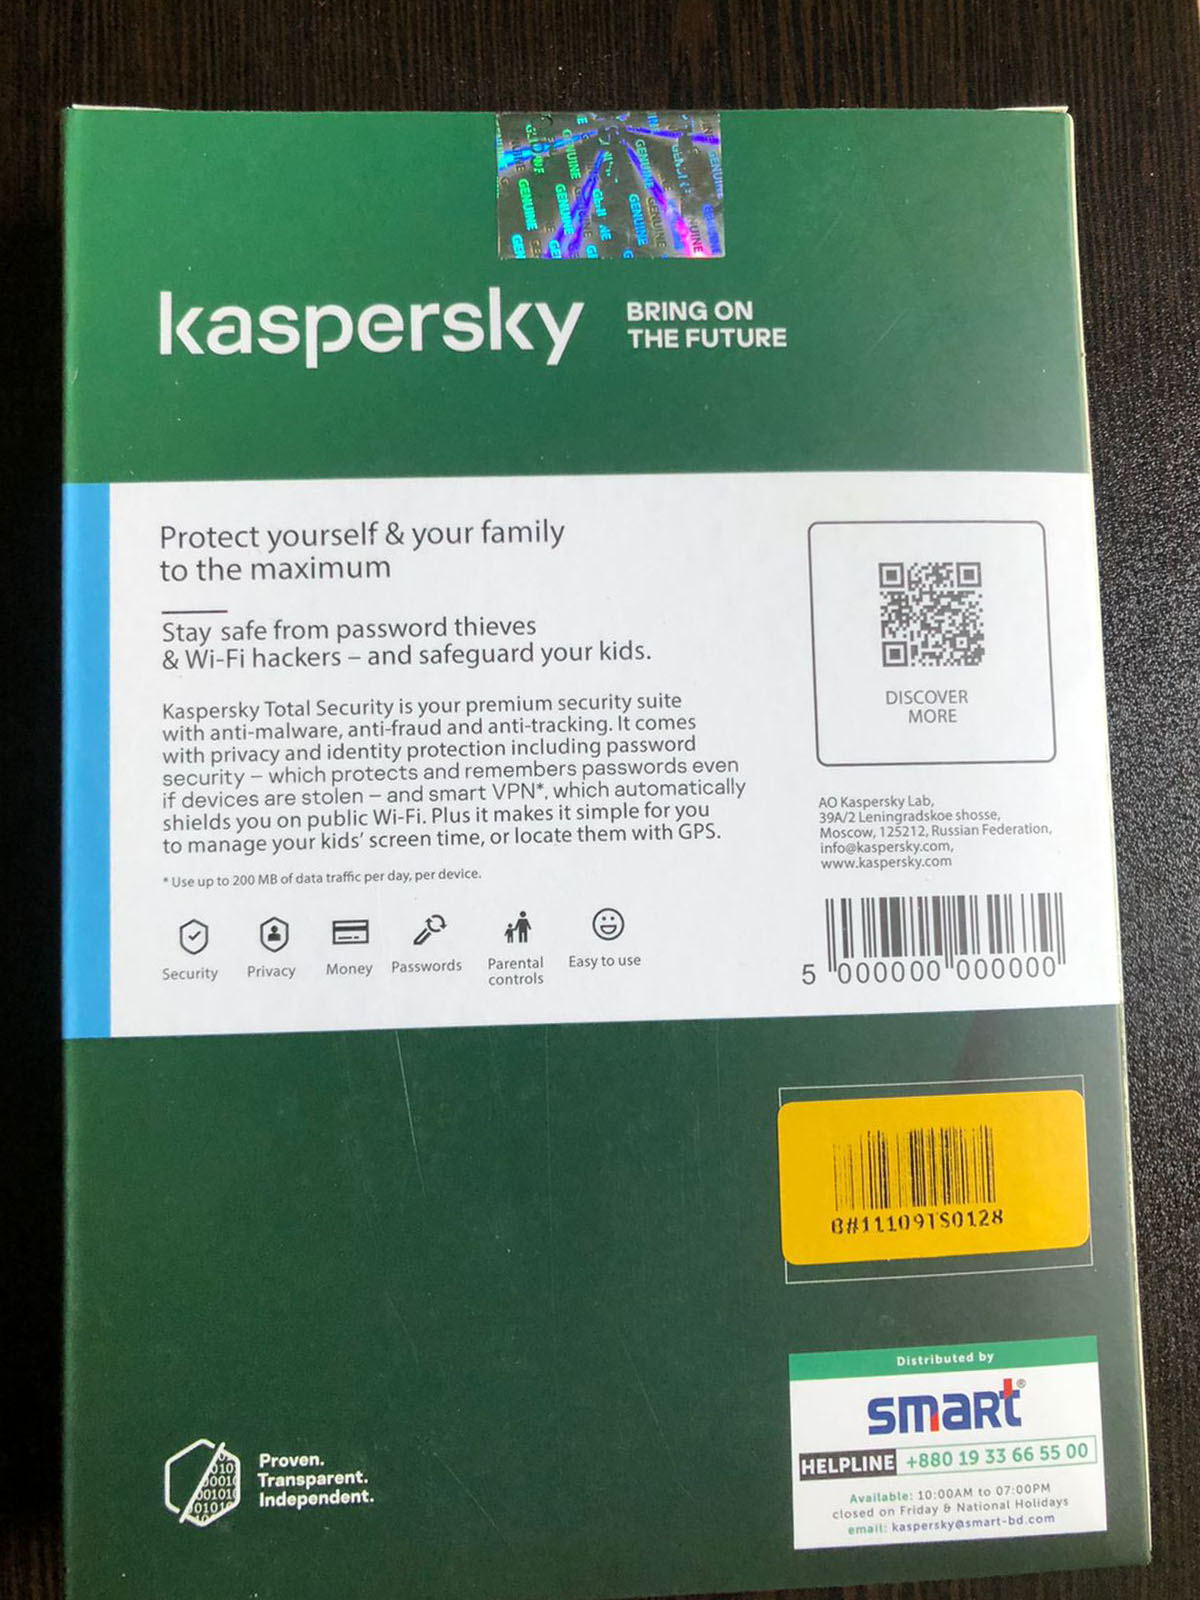 GENUINE
kaspersky
BRING ON
THE FUTURE
Protect yourself & your family
to the maximum
Stay safe from password thieves
& Wi-Fi hackers – and safeguard your kids.
Kaspersky Total Security is your premium security suite
with anti-malware, anti-fraud and anti-tracking. It comes
with privacy and identity protection including password
security – which protects and remembers passwords even
if devices are stolen – and smart VPN*, which automatically
shields you on public Wi-Fi. Plus it makes it simple for you
to manage your kids' screen time, or locate them with GPS.
* Use up to 200 MB of data traffic per day, per device.
Security
Privacy
Money
Passwords
Parental
controls
Easy to use
DISCOVER
MORE
AO Kaspersky Lab,
39A/2 Leningradskoe shosse,
Moscow, 125212, Russian Federation,
info@kaspersky.com,
www.kaspersky.com
5 000000 000000
B#11109TS0128
Distributed by
smart®
HELPLINE +880 19 33 66 55 00
Available: 10:00AM to 07:00PM
closed on Friday & National Holidays
email: kaspersky@smart-bd.com
Proven.
Transparent.
Independent.